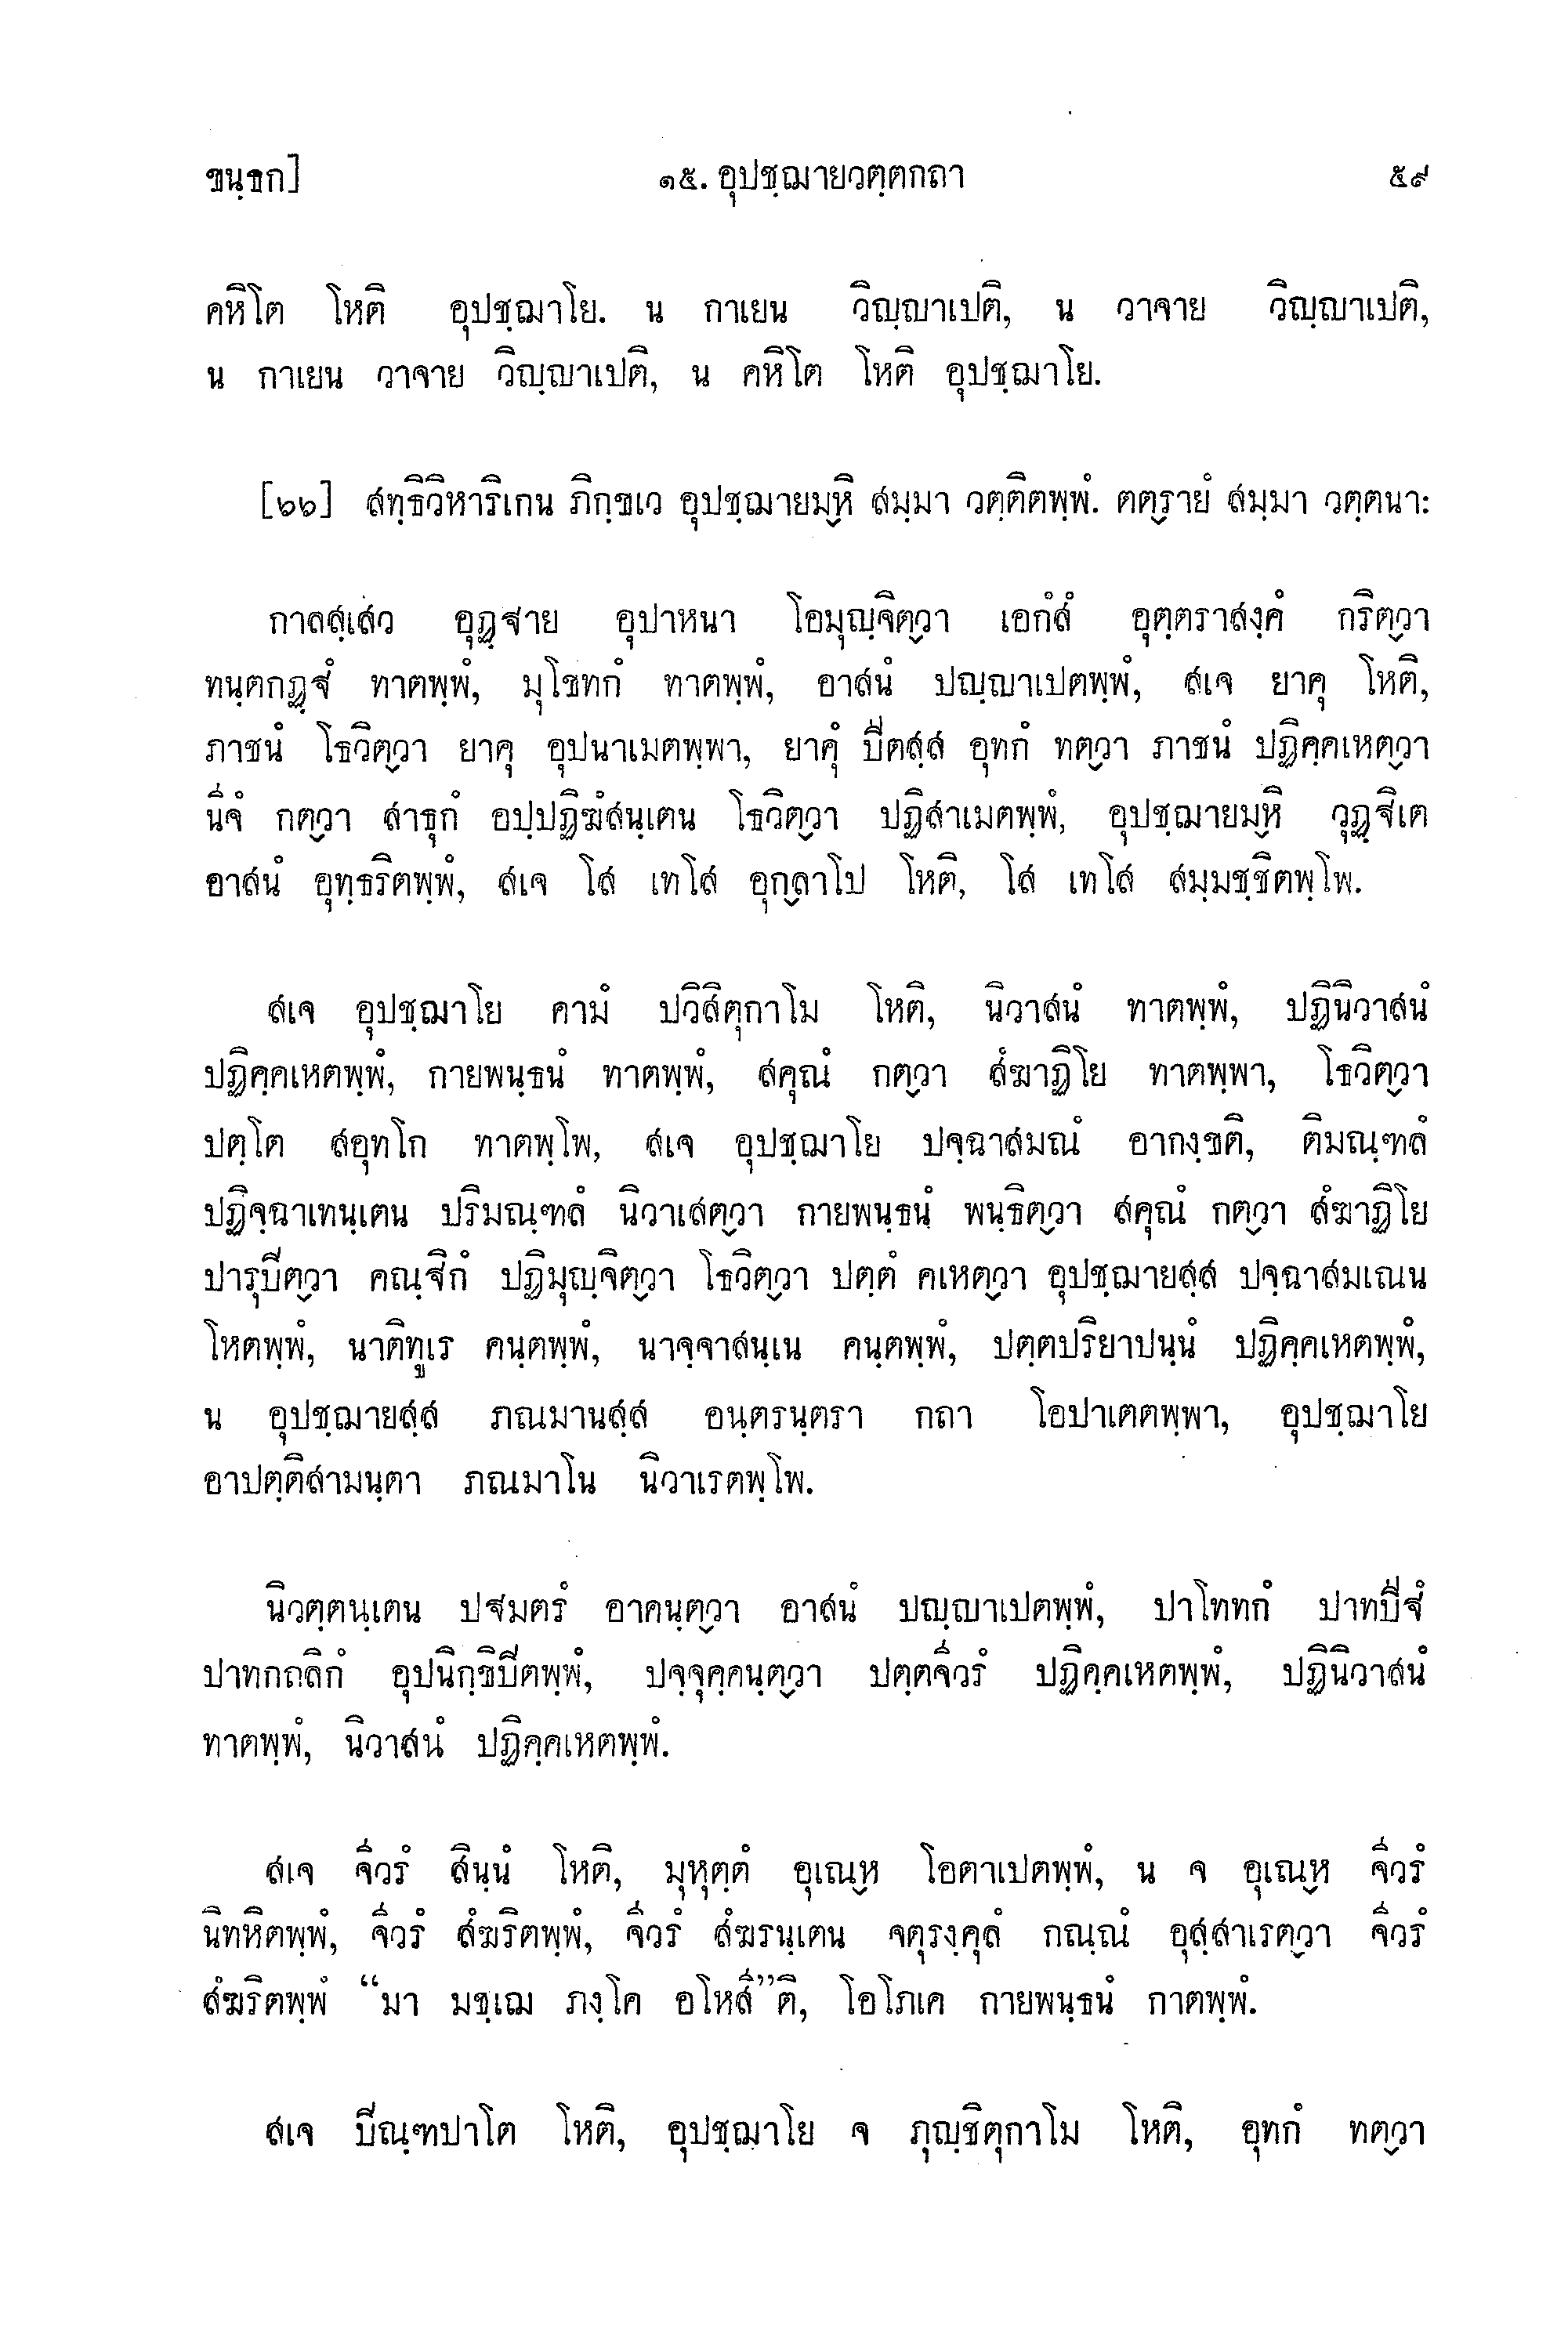 ขนฺธก]
๑๕. อุปชฺฌายวตฺตกถา
๕๙
คหิโต โหติ อุปชฺฌาโย. น กาเยน วิญฺญาเปติ, น วาจาย วิญฺญาเปติ,
น กาเยน วาจาย วิญฺญาเปติ, น คหิโต โหติ อุปชฺฌาโย.
[๖๖] สทฺธิวิหาริเกน ภิกฺขเว อุปชฺฌายมฺหิ สมฺมา วตฺติตพฺพํ. ตตฺรายํ สมฺมา วตฺตนา:
กาลสฺเสว อุฏฺฐาย อุปาหนา โอมุญฺจิตฺวา เอกํสํ อุตฺตราสงฺคํ กริตฺวา
ทนฺตกฏฺฐํ ทาตพฺพํ, มุโขทกํ ทาตพฺพํ, อาสนํ ปญฺญาเปตพฺพํ, สเจ ยาคุ โหติ,
ภาชนํ โธวิตฺวา ยาคุ อุปนาเมตพฺพา, ยาคุํ ปีตสฺส อุทกํ ทตฺวา ภาชนํ ปฏิคฺคเหตฺวา
นีจํ กตฺวา สาธุกํ อปฺปฏิฆํสนฺเตน โธวิตฺวา ปฏิสาเมตพฺพํ, อุปชฺฌายมฺหิ วุฏฺฐิเต
อาสนํ อุทฺธริตพฺพํ, สเจ โส เทโส อุกฺลาโป โหติ, โส เทโส สมฺมชฺชิตพฺโพ.
สเจ อุปชฺฌาโย คามํ ปวิสิตุกาโม โหติ, นิวาสนํ ทาตพฺพํ, ปฏินิวาสนํ
ปฏิคฺคเหตพฺพํ, กายพนฺธนํ ทาตพฺพํ, สคุณํ กตฺวา สํฆาฏิโย ทาตพฺพา, โธวิตฺวา
ปตฺโต สอุทโก ทาตพฺโพ, สเจ อุปชฺฌาโย ปจฺฉาสมณํ อากงฺขติ, ติมณฺฑลํ
ปฏิจฺฉาเทนฺเตน ปริมณฺฑลํ นิวาเสตฺวา กายพนฺธนฺํ พนฺธิตฺวา สคุณํ กตฺวา สํฆาฏิโย
ปารุปิตฺวา คณฺฐิกํ ปฏิมุญฺจิตฺวา โธวิตฺวา ปตฺตํ คเหตฺวา อุปชฺฌายสฺส ปจฺฉาสมเณน
โหตพฺพํ, นาติทูเร คนฺตพฺพํ, นาจฺจาสนฺเน คนฺตพฺพํ, ปตฺตปริยาปนฺนํ ปฏิคฺคเหตพฺพํ,
น อุปชฺฌายสฺส ภณมานสฺส อนฺตรนฺตรา กถา โอปาเตตพฺพา, อุปชฺฌาโย
อาปตฺติสามนฺตา ภณมาโน นิวาเรตพฺโพ.
นิวตฺตนฺเตน ปฐมตรํ อาคนฺตฺวา อาสนํ ปญฺญาเปตพฺพํ, ปาโททกํ ปาทปีฐํ
ปาทกถลิกํ อุปนิกฺขิปิตพฺพํ, ปจฺจุคฺคนฺตฺวา ปตฺตจีวรํ ปฏิคฺคเหตพฺพํ, ปฏินิวาสนํ
ทาตพฺพํ, นิวาสนํ ปฏิคฺคเหตพฺพํ.
สเจ จีวรํ สินฺนํ โหติ, มุหุตฺตํ อุเณฺห โอตาเปตพฺพํ, น จ อุเณฺห จีวรํ
นิทหิตพฺพํ, จีวรํ สํฆริตพฺพํ, จีวรํ สํฆรนฺเตน จตุรงฺคุลํ กณฺณํ อุสฺสาเรตฺวา จีวรํ
สํฆริตพฺพํ “มา มชฺเฌ ภงฺโค อโหสี”ติ, โอโภเค กายพนฺธนํ กาตพฺพํ.
สเจ ปิณฺฑปาโต โหติ, อุปชฺฌาโย จ ภุญฺชิตุกาโม โหติ, อุทกํ ทตฺวา